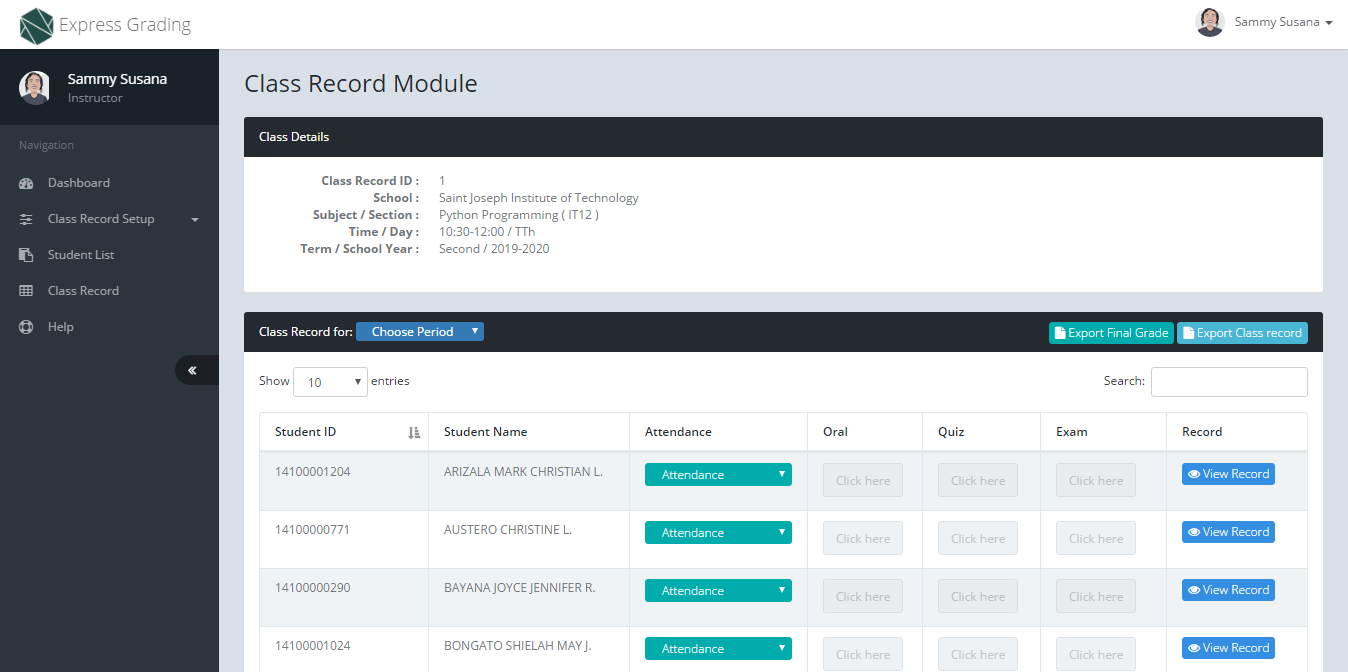 Express Grading
Sammy Susana
Sammy Susana
Instructor
Navigation
Dashboard
Class Record Setup
Student List
Class Record
Help
Class Record Module
Class Details
Class Record ID : 1
School : Saint Joseph Institute of Technology
Subject / Section : Python Programming ( IT12 )
Time / Day : 10:30-12:00 / TTh
Term / School Year : Second / 2019-2020
Class Record for: Choose Period Export Final Grade Export Class record
Show 10 entries Search:
Student ID Student Name Attendance Oral Quiz Exam Record
14100001204 ARIZALA MARK CHRISTIAN L. Attendance Click here Click here Click here View Record
14100000771 AUSTERO CHRISTINE L. Attendance Click here Click here Click here View Record
14100000290 BAYANA JOYCE JENNIFER R. Attendance Click here Click here Click here View Record
14100001024 BONGATO SHIELAH MAY J. Attendance Click here Click here Click here View Record